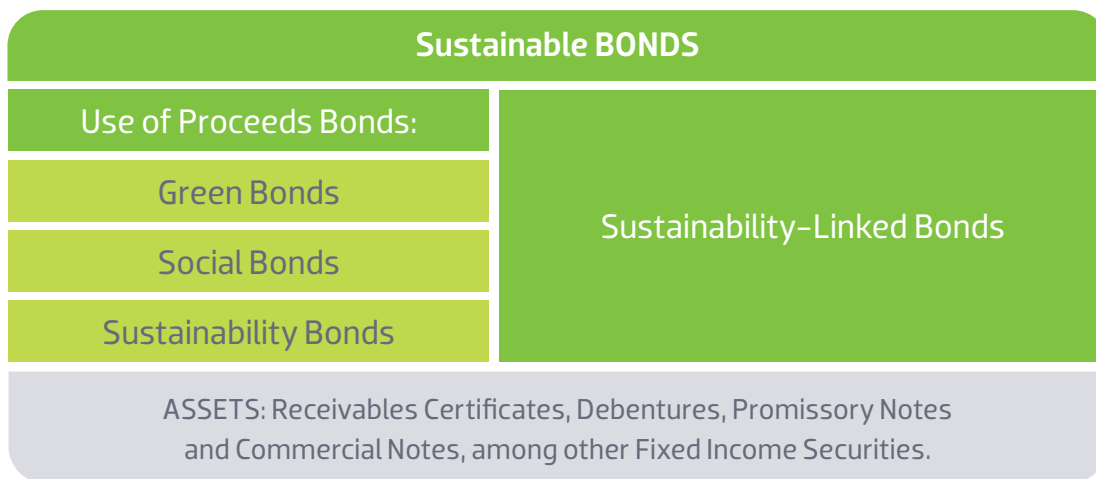 Sustainable BONDS
Use of Proceeds Bonds:
Green Bonds
Social Bonds
Sustainability Bonds
Sustainability-Linked Bonds
ASSETS: Receivables Certificates, Debentures, Promissory Notes
and Commercial Notes, among other Fixed Income Securities.